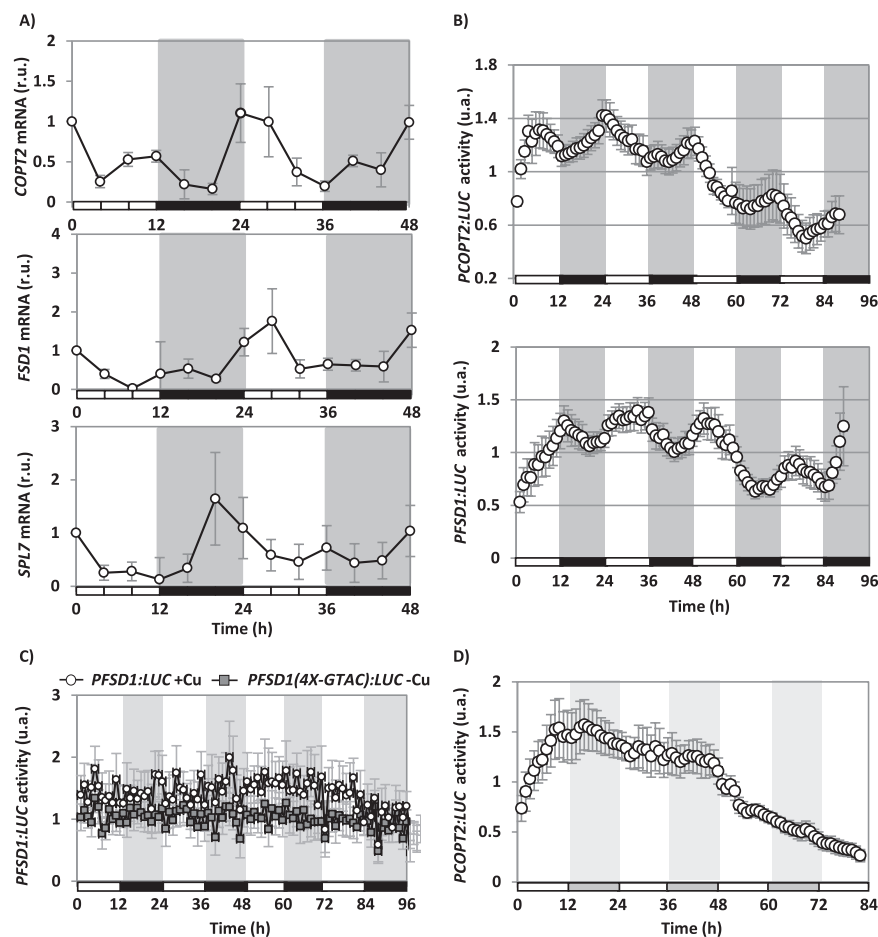 A)
COPT2 mRNA (r.u.)
2
1.5
1
0.5
0
0 12 24 36 48
FSD1 mRNA (r.u.)
4
3
2
1
0
0 12 24 36 48
SPL7 mRNA (r.u.)
3
2
1
0
0 12 24 36 48
Time (h)
B)
PCOPT2:LUC activity (u.a.)
1.8
1.4
1
0.6
0.2
0 12 24 36 48 60 72 84 96
PFSD1:LUC activity (u.a.)
2
1.5
1
0.5
0
0 12 24 36 48 60 72 84 96
Time (h)
C)
PFSD1:LUC +Cu PFSD1(4X-GTAC):LUC -Cu
PFSD1:LUC activity (u.a.)
3
2
1
0
0 12 24 36 48 60 72 84 96
Time (h)
D)
PCOPT2:LUC activity (u.a.)
2
1.5
1
0.5
0
0 12 24 36 48 60 72 84
Time (h)